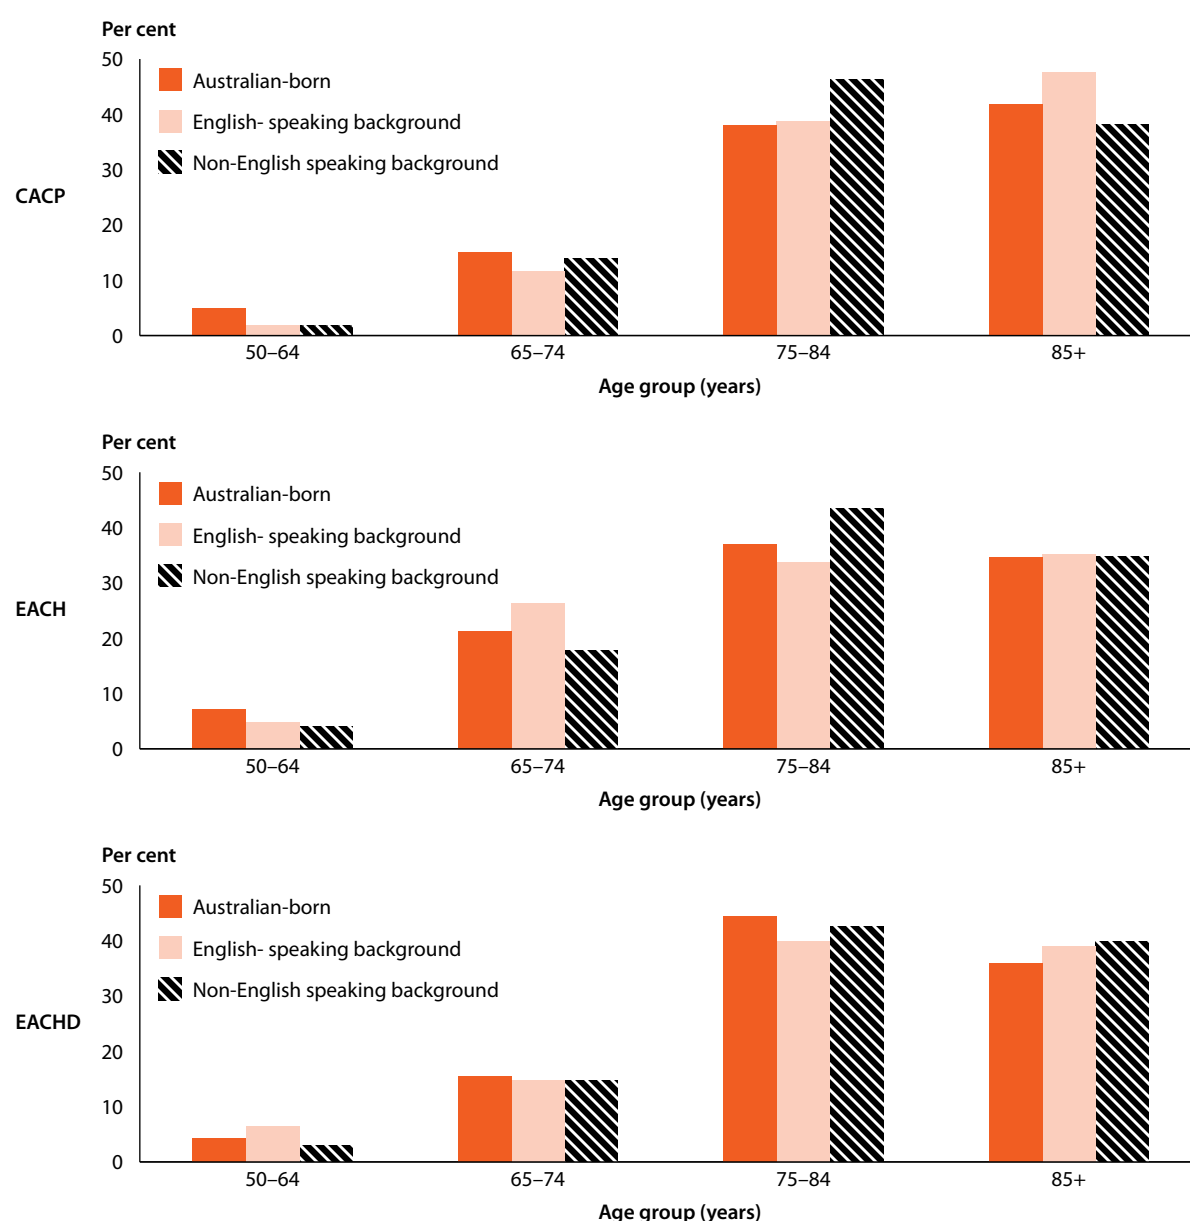 Per cent
50
Australian-born
40
English- speaking background
30
Non-English speaking background
CACP
20
10
0
50–64 65–74 75–84 85+
Age group (years)
Per cent
50
Australian-born
40
English- speaking background
30
Non-English speaking background
EACH
20
10
0
50–64 65–74 75–84 85+
Age group (years)
Per cent
50
Australian-born
40
English- speaking background
30
Non-English speaking background
EACHD
20
10
0
50–64 65–74 75–84 85+
Age group (years)